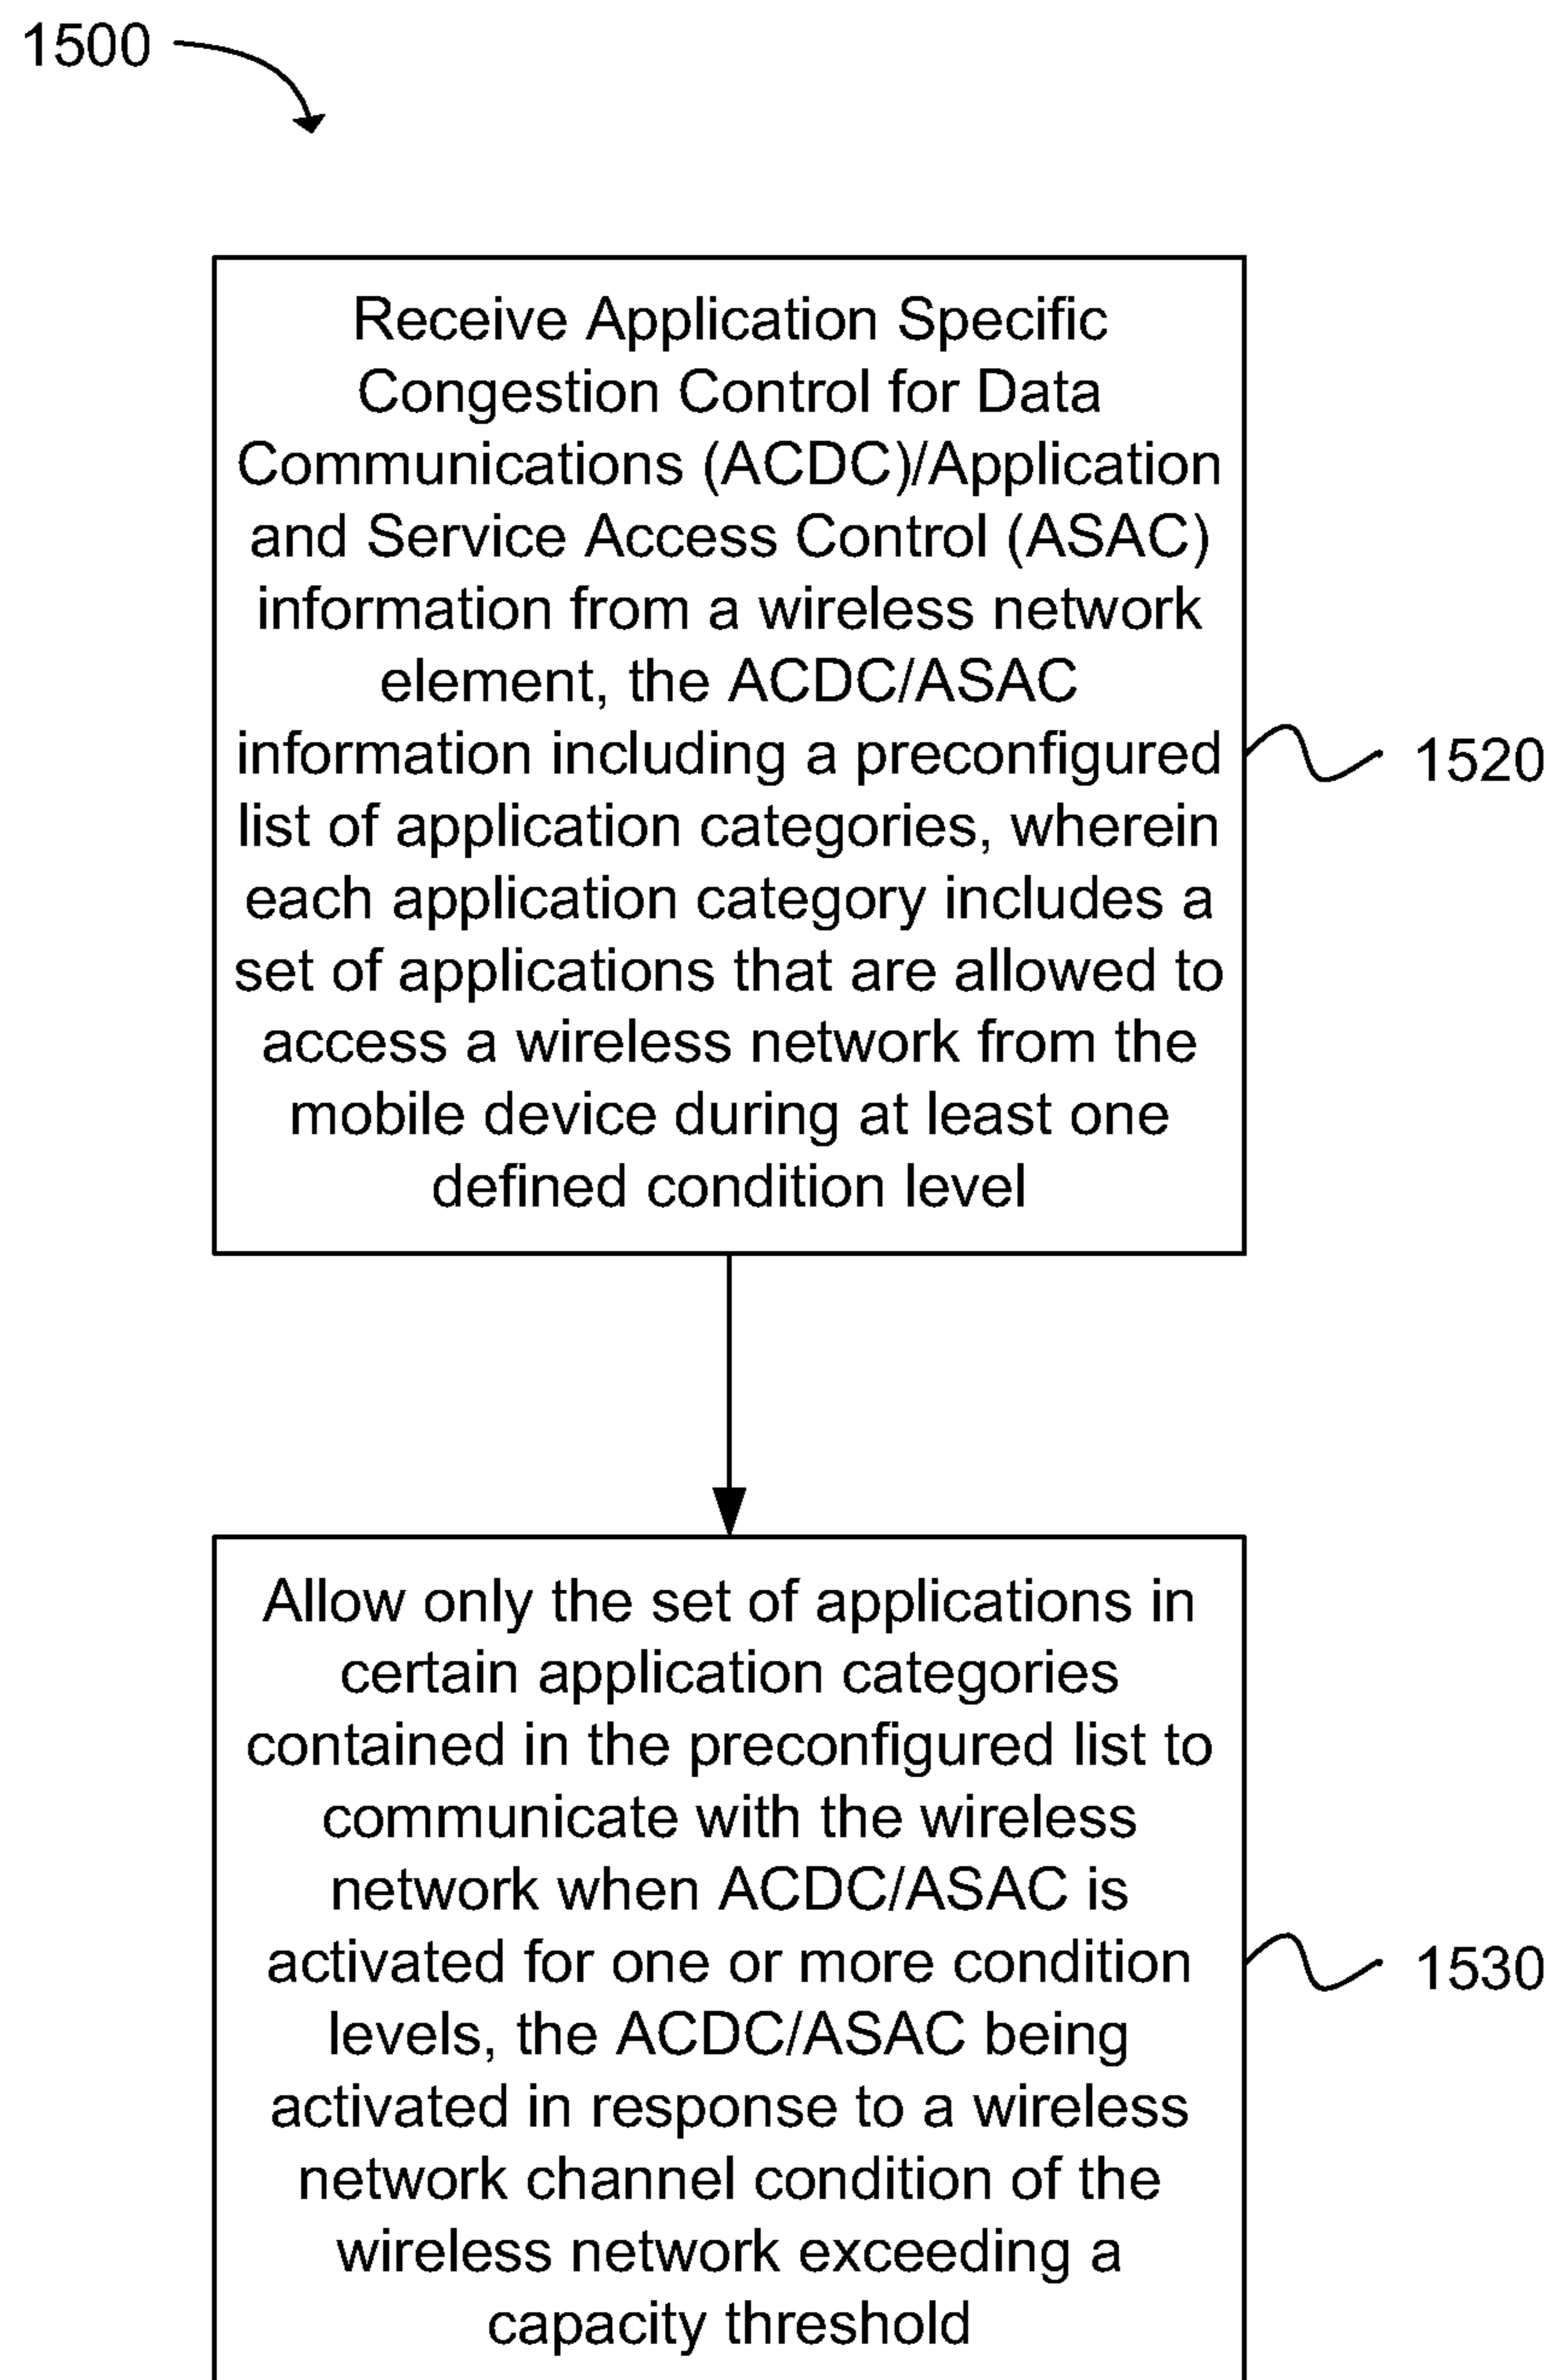 1500
Receive Application Specific
Congestion Control for Data
Communications (ACDC)/Application
and Service Access Control (ASAC)
information from a wireless network
element, the ACDC/ASAC
information including a preconfigured
list of application categories, wherein
each application category includes a
set of applications that are allowed to
access a wireless network from the
mobile device during at least one
defined condition level
1520
Allow only the set of applications in
certain application categories
contained in the preconfigured list to
communicate with the wireless
network when ACDC/ASAC is
activated for one or more condition
levels, the ACDC/ASAC being
activated in response to a wireless
network channel condition of the
wireless network exceeding a
capacity threshold
1530